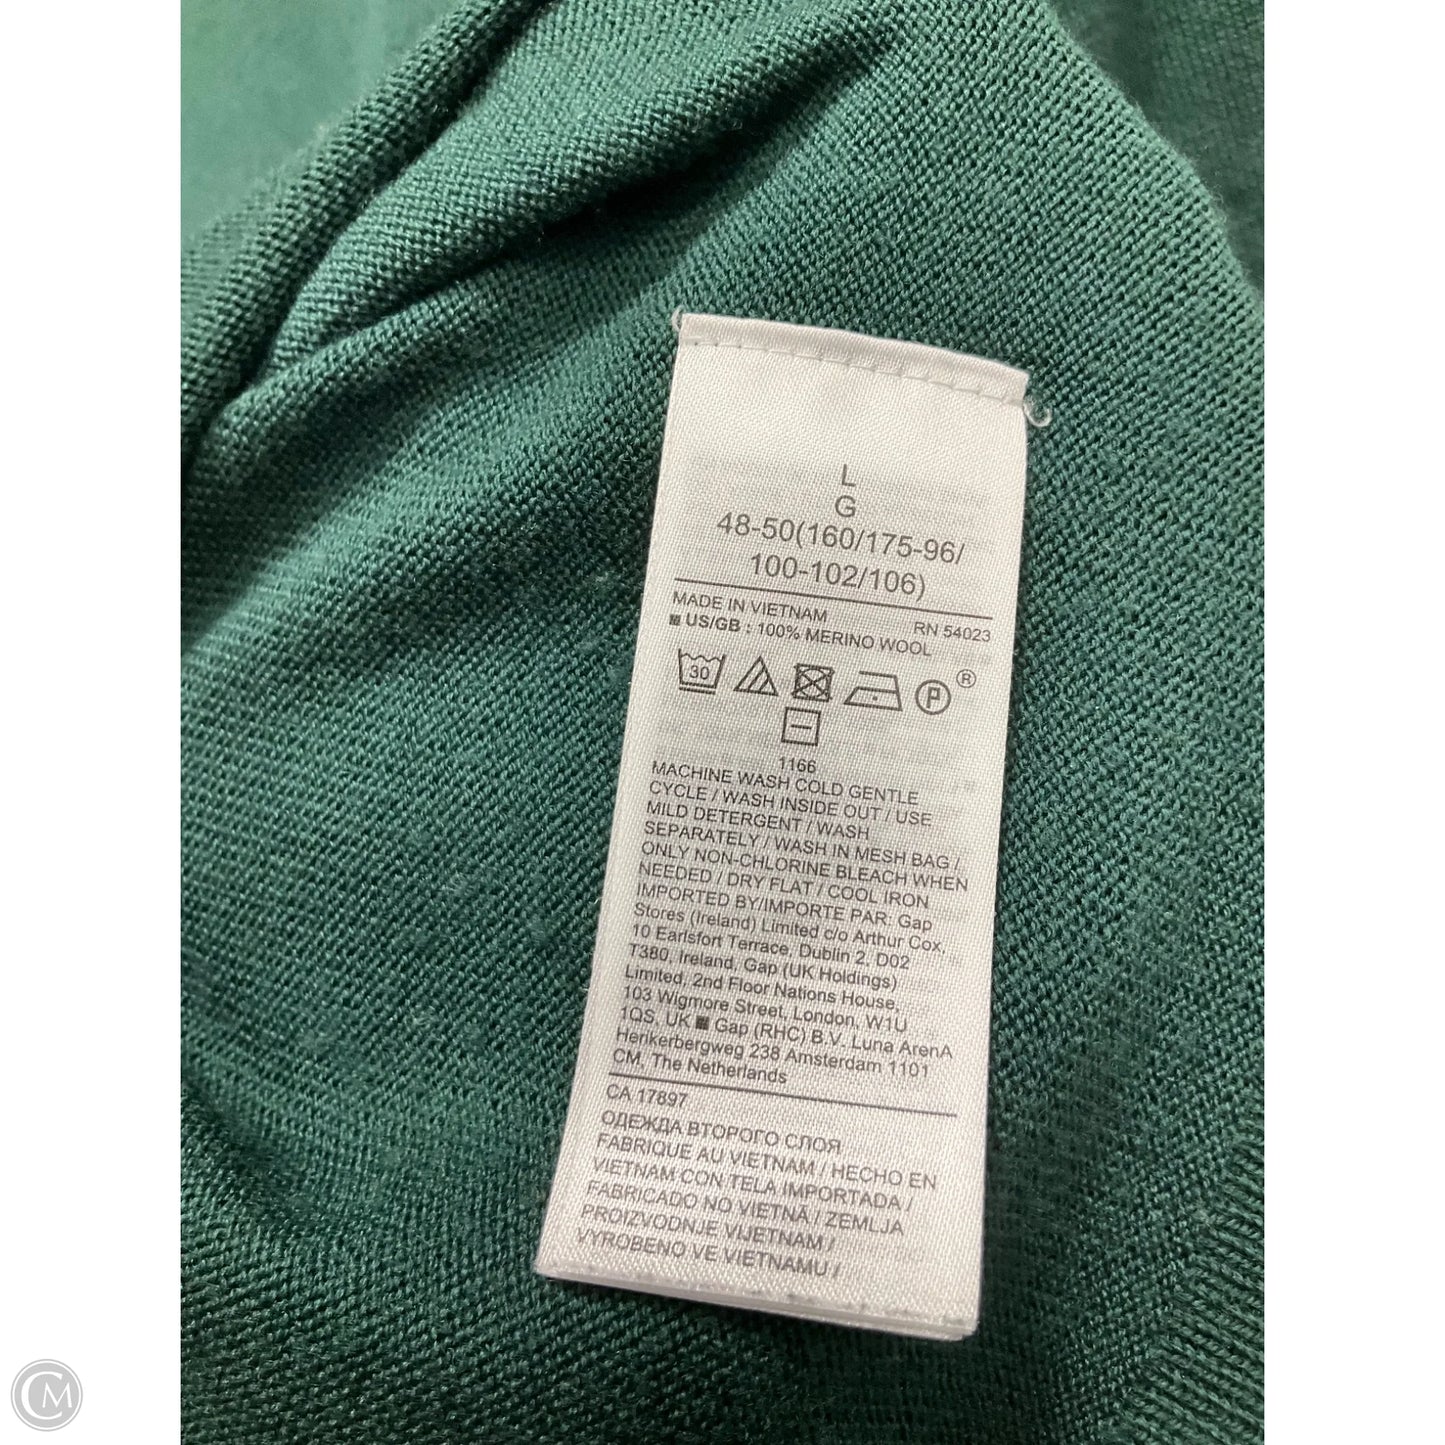 L
G
48-50(160/175-96/
100-102/106)
MADE IN VIETNAM RN 54023
■ US/GB : 100% MERINO WOOL
30 P ®
1166
MACHINE WASH COLD GENTLE
CYCLE / WASH INSIDE OUT / USE
MILD DETERGENT / WASH
SEPARATELY / WASH IN MESH BAG /
ONLY NON-CHLORINE BLEACH WHEN
NEEDED / DRY FLAT / COOL IRON
IMPORTED BY/IMPORTE PAR. Gap
Stores (Ireland) Limited c/o Arthur Cox,
10 Earlsfort Terrace, Dublin 2, D02
T380, Ireland, Gap (UK Holdings)
Limited, 2nd Floor Nations House,
103 Wigmore Street, London, W1U
1QS, UK ■ Gap (RHC) B.V. Luna ArenA
Herikerbergweg 238 Amsterdam 1101
CM, The Netherlands
CA 17897
ОДЕЖДА ВТОРОГО СЛОЯ
FABRIQUE AU VIETNAM / HECHO EN
VIETNAM CON TELA IMPORTADA /
FABRICADO NO VIETNÃ / ZEMLJA
PROIZVODNJE VIJETNAM /
VYROBENO VE VIETNAMU /
CM